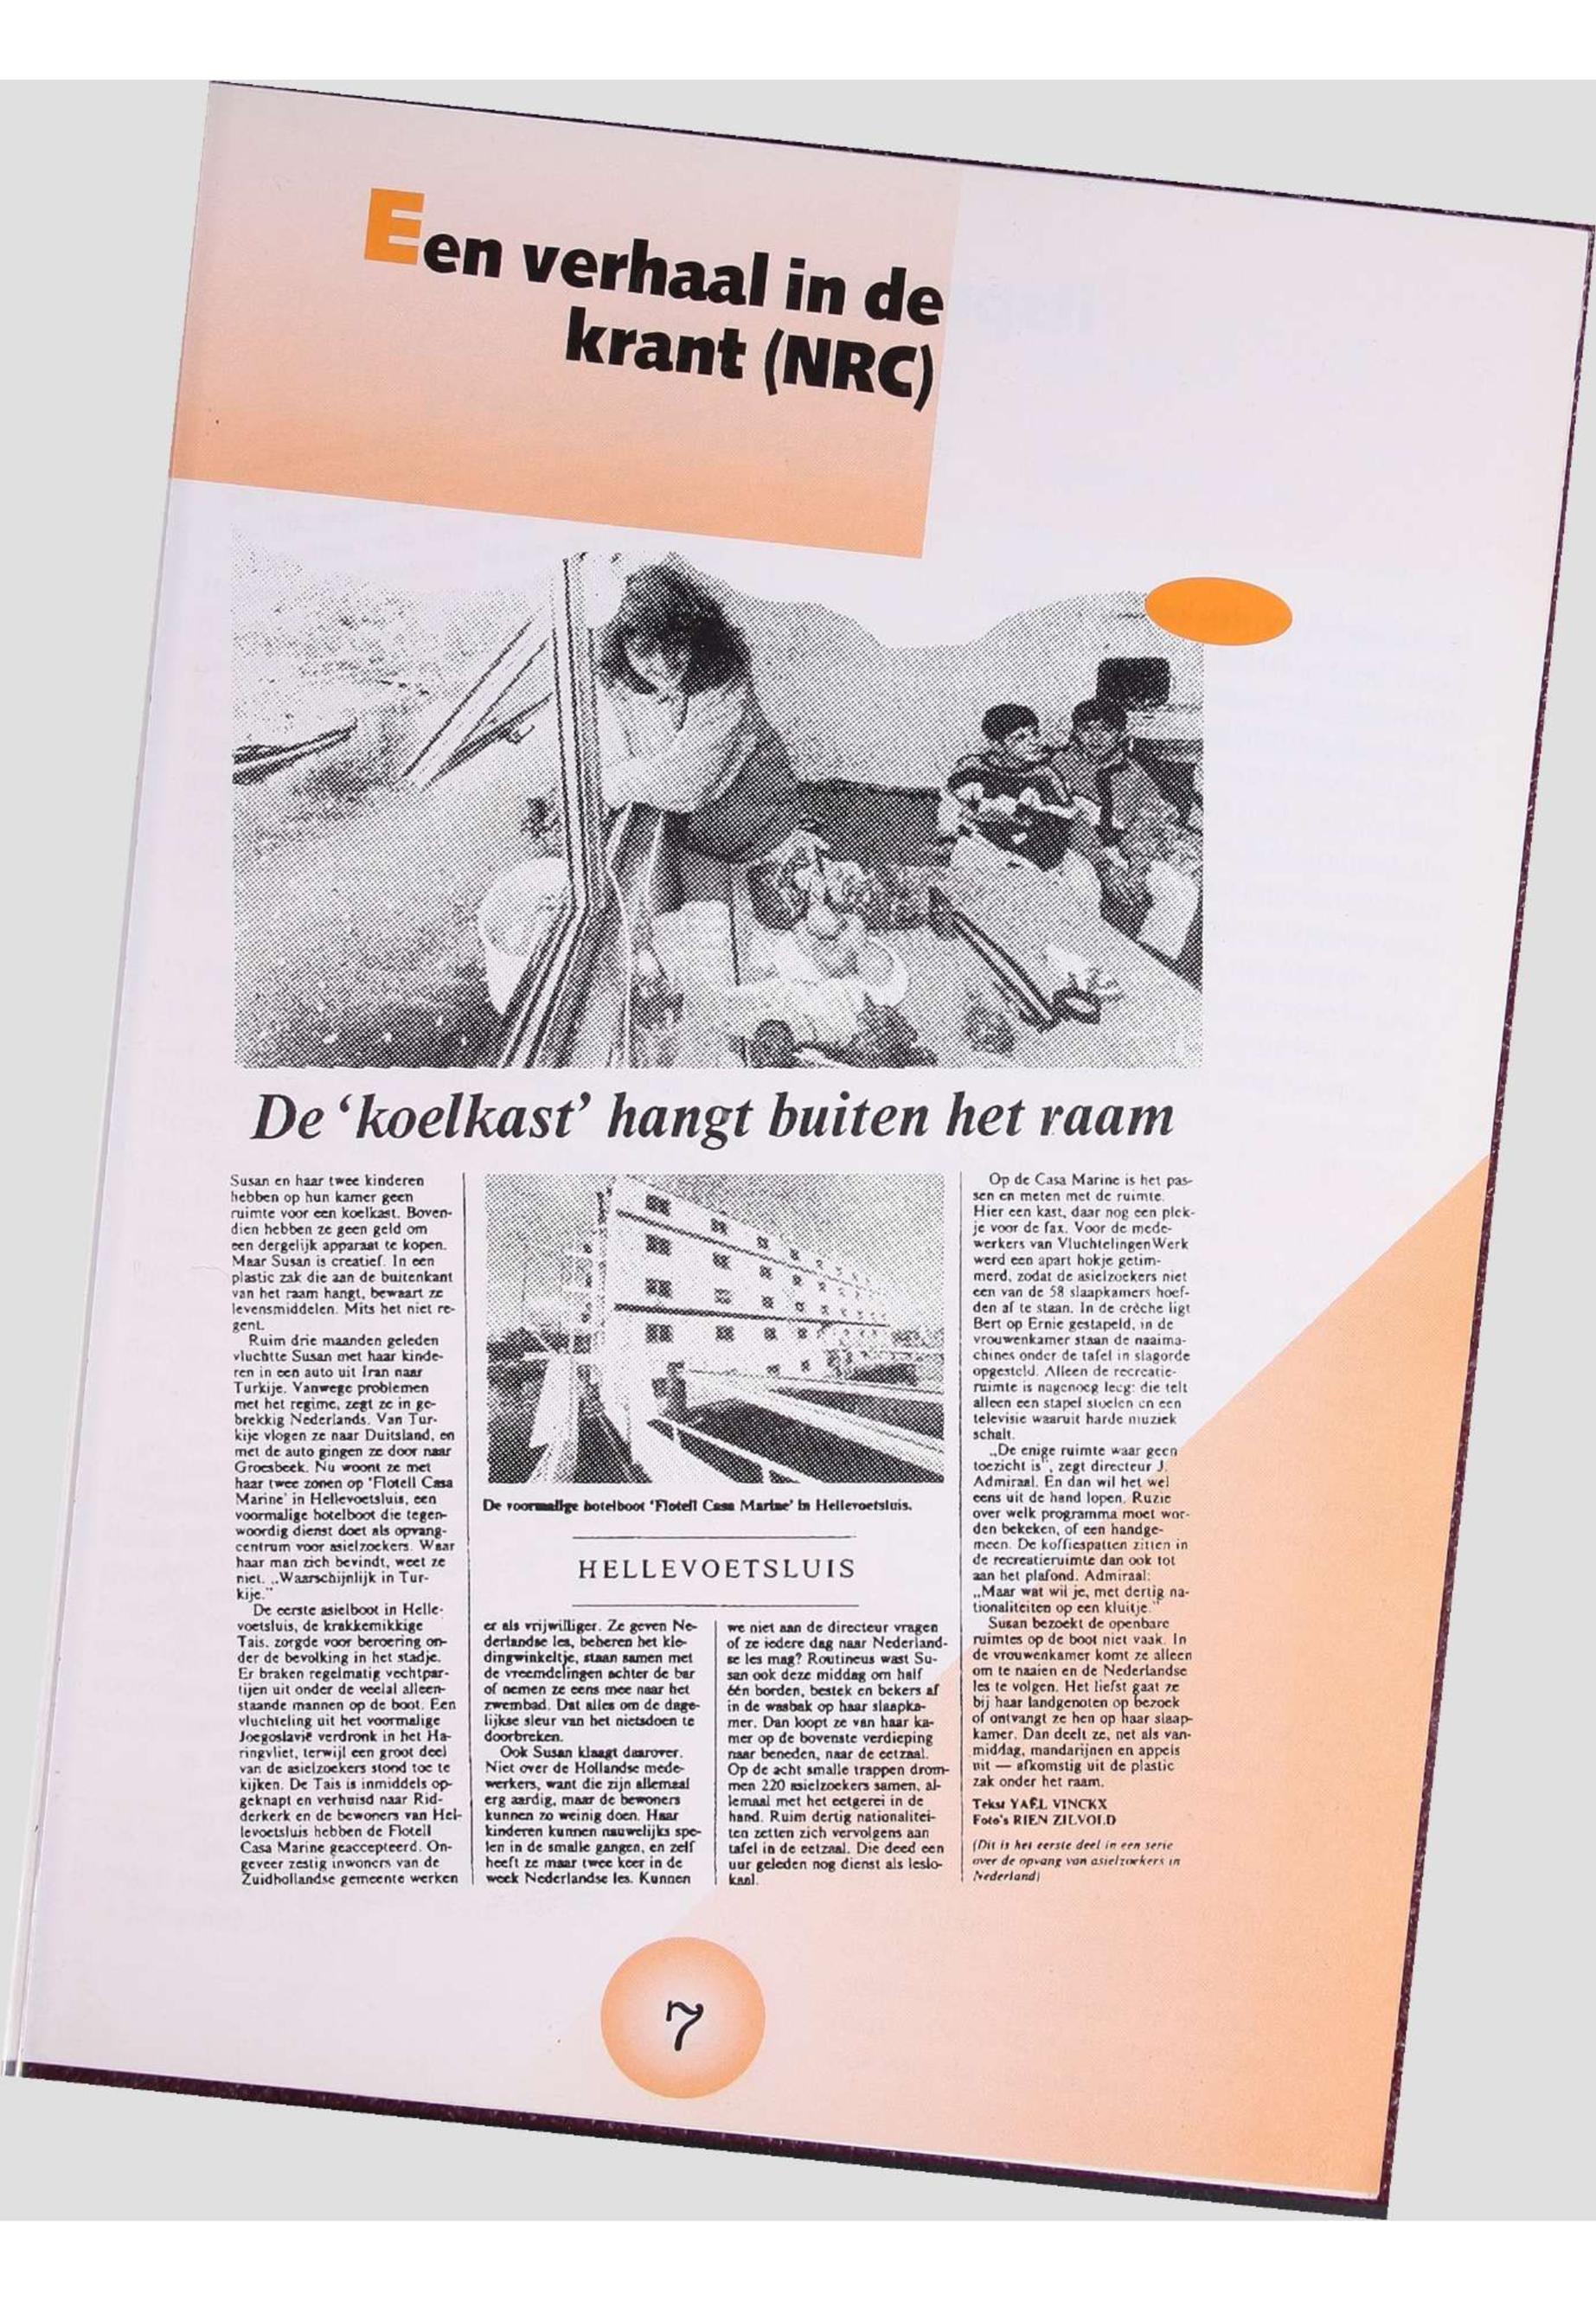 Een verhaal in de
krant (NRC)
De ‘koelkast’ hangt buiten het raam
Susan en haar twee kinderen
hebben op hun kamer geen
ruimte voor een koelkast. Boven-
dien hebben ze geen geld om
een dergelijk apparaat te kopen.
Maar Susan is creatief. In een
plastic zak die aan de buitenkant
van het raam hangt, bewaart ze
levensmiddelen. Mits het niet re-
gent.
Ruim drie maanden geleden
vluchtte Susan met haar kinde-
ren in een auto uit Iran naar
Turkije. Vanwege problemen
met het regime, zegt ze in ge-
brekkig Nederlands. Van Tur-
kije vlogen ze naar Duitsland, en
met de auto gingen ze door naar
Groesbeek. Nu woont ze met
haar twee zonen op ‘Flotell Casa
Marine’ in Hellevoetsluis, een
voormalige hotelboot die tegen-
woordig dienst doet als opvang-
centrum voor asielzoekers. Waar
haar man zich bevindt, weet ze
niet. „Waarschijnlijk in Tur-
kije.”
De eerste asielboot in Helle-
voetsluis, de krakkemikkige
Tais, zorgde voor beroering on-
der de bevolking in het stadje.
Er braken regelmatig vechtpar-
tijen uit onder de veelal alleen-
staande mannen op de boot. Een
vluchteling uit het voormalige
Joegoslavië verdronk in het Ha-
ringvliet, terwijl een groot deel
van de asielzoekers stond toe te
kijken. De Tais is inmiddels op-
geknapt en verhuisd naar Rid-
derkerk en de bewoners van Hel-
levoetsluis hebben de Flotell
Casa Marine geaccepteerd. On-
geveer zestig inwoners van de
Zuidhollandse gemeente werken
De voormalige hotelboot ‘Flotell Casa Marine’ in Hellevoetsluis.
HELLEVOETSLUIS
er als vrijwilliger. Ze geven Ne-
derlandse les, beheren het kle-
dingwinkeltje, staan samen met
de vreemdelingen achter de bar
of nemen ze eens mee naar het
zwembad. Dat alles om de dage-
lijkse sleur van het nietsdoen te
doorbreken.
Ook Susan klaagt daarover.
Niet over de Hollandse mede-
werkers, want die zijn allemaal
erg aardig, maar de bewoners
kunnen zo weinig doen. Haar
kinderen kunnen nauwelijks spe-
len in de smalle gangen, en zelf
heeft ze maar twee keer in de
week Nederlandse les. Kunnen
we niet aan de directeur vragen
of ze iedere dag naar Nederland-
se les mag? Routineus wast Su-
san ook deze middag om half
één borden, bestek en bekers af
in de wasbak op haar slaapka-
mer. Dan loopt ze van haar ka-
mer op de bovenste verdieping
naar beneden, naar de eetzaal.
Op de acht smalle trappen drom-
men 220 asielzoekers samen, al-
lemaal met het eetgerei in de
hand. Ruim dertig nationalitei-
ten zetten zich vervolgens aan
tafel in de eetzaal. Die deed een
uur geleden nog dienst als leslo-
kaal.
Op de Casa Marine is het pas-
sen en meten met de ruimte.
Hier een kast, daar nog een plek-
je voor de fax. Voor de mede-
werkers van VluchtelingenWerk
werd een apart hokje getim-
merd, zodat de asielzoekers niet
een van de 58 slaapkamers hoef-
den af te staan. In de crèche ligt
Bert op Ernie gestapeld, in de
vrouwenkamer staan de naaima-
chines onder de tafel in slagorde
opgesteld. Alleen de recreatie-
ruimte is nagenoeg leeg: die telt
alleen een stapel stoelen en een
televisie waaruit harde muziek
schalt.
„De enige ruimte waar geen
toezicht is”, zegt directeur J.
Admiraal. En dan wil het wel
eens uit de hand lopen. Ruzie
over welk programma moet wor-
den bekeken, of een handge-
meen. De koffiespatten zitten in
de recreatieruimte dan ook tot
aan het plafond. Admiraal:
„Maar wat wil je, met dertig na-
tionaliteiten op een kluitje.”
Susan bezoekt de openbare
ruimtes op de boot niet vaak. In
de vrouwenkamer komt ze alleen
om te naaien en de Nederlandse
les te volgen. Het liefst gaat ze
bij haar landgenoten op bezoek
of ontvangt ze hen op haar slaap-
kamer. Dan deelt ze, net als van-
middag, mandarijnen en appels
uit — afkomstig uit de plastic
zak onder het raam.
Tekst YAËL VINCKX
Foto's RIEN ZILVOLD
(Dit is het eerste deel in een serie
over de opvang van asielzoekers in
Nederland)
7